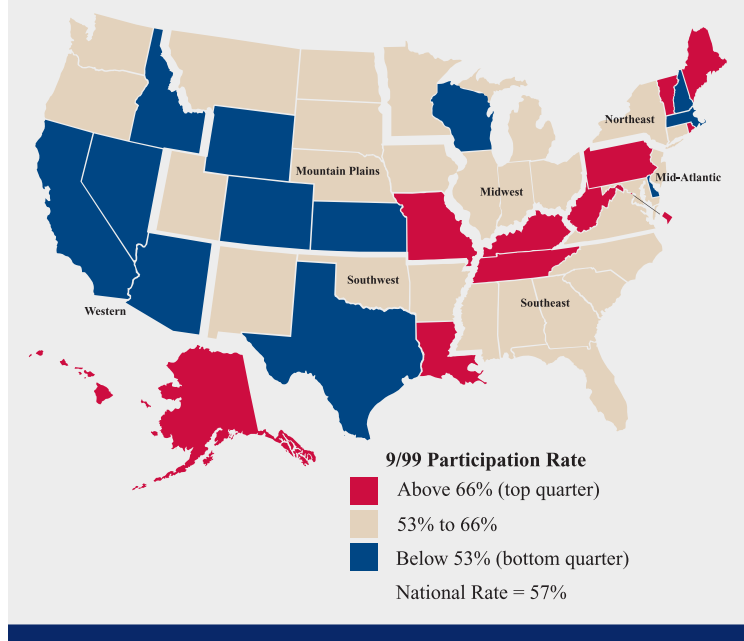 Northeast
Mid-Atlantic
Mountain Plains
Midwest
Southwest
Southeast
Western
9/99 Participation Rate
Above 66% (top quarter)
53% to 66%
Below 53% (bottom quarter)
National Rate = 57%